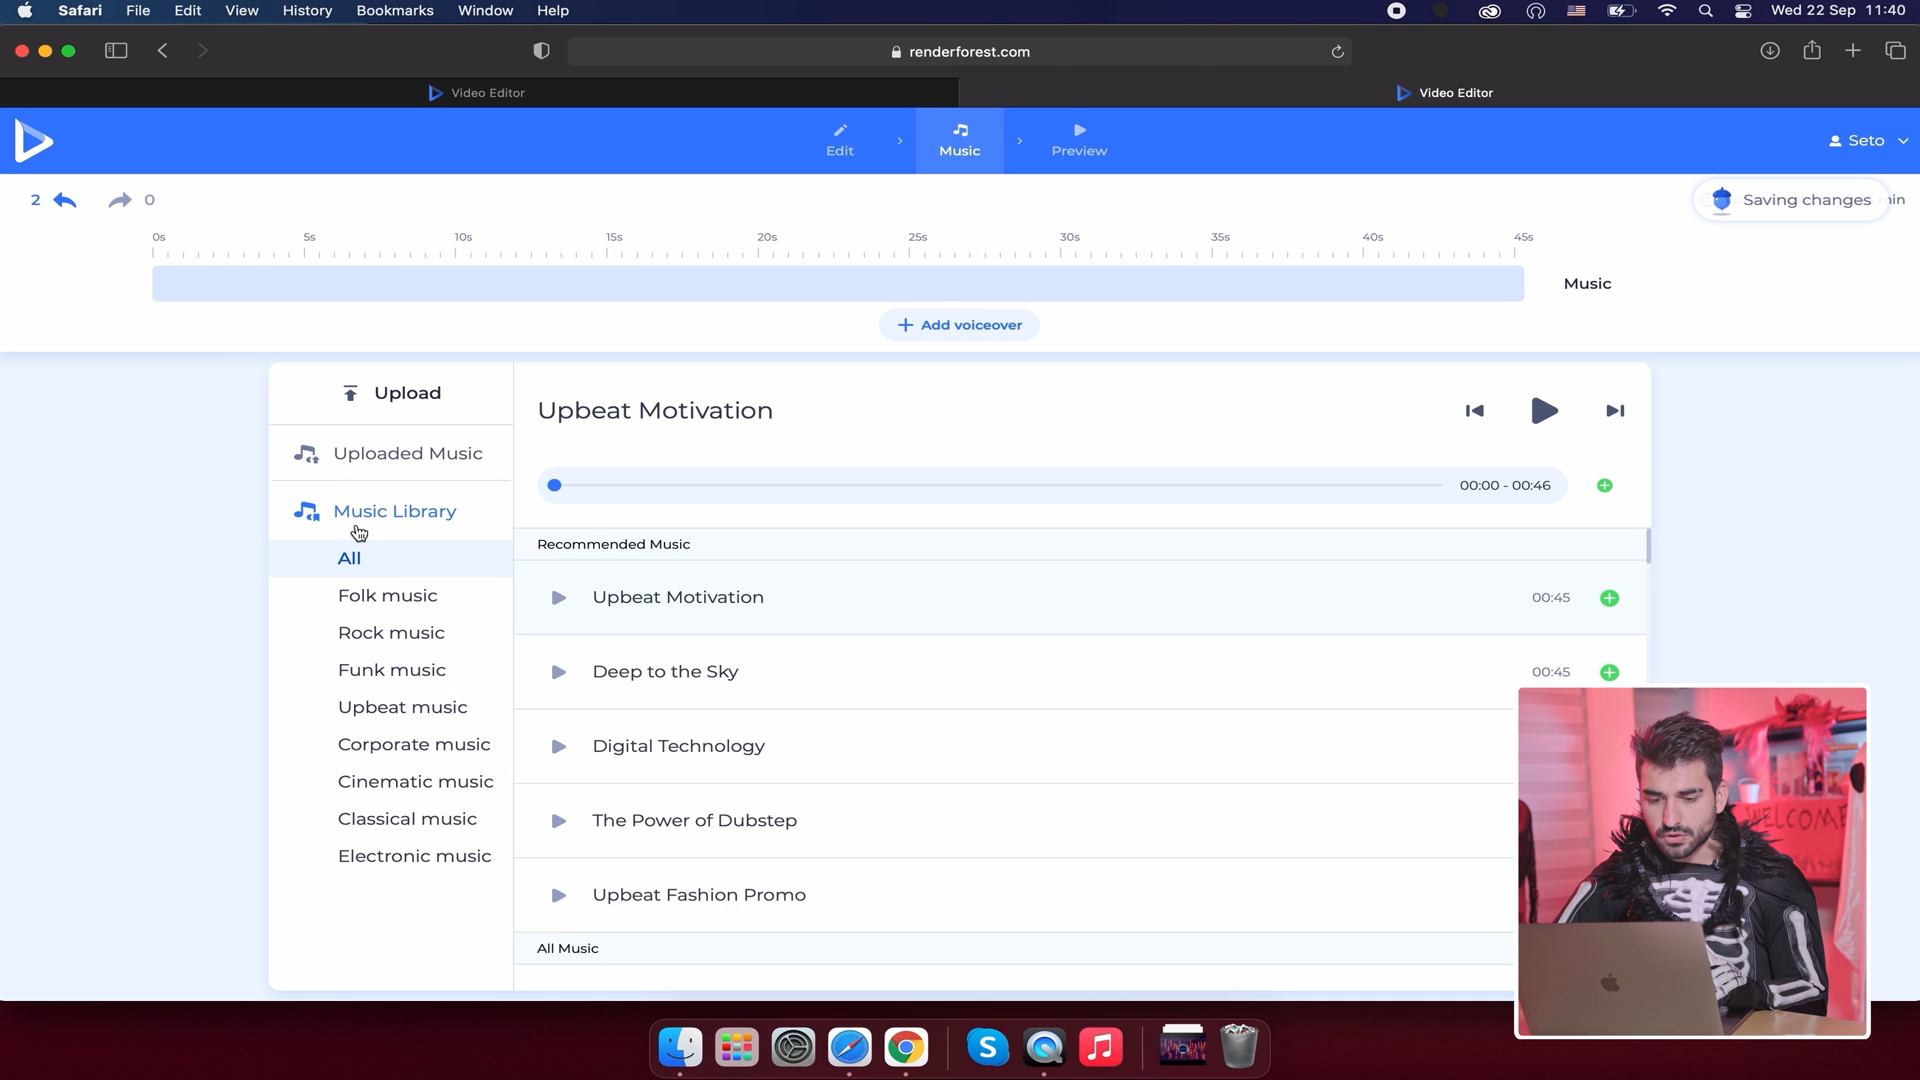 Safari File Edit View History Bookmarks Window Help
Wed 22 Sep 11:40
renderforest.com
Video Editor
Video Editor
Edit
Music
Preview
Seto
2
0
Saving changes
min
0s 5s 10s 15s 20s 25s 30s 35s 40s 45s
Music
+ Add voiceover
Upload
Uploaded Music
Music Library
All
Folk music
Rock music
Funk music
Upbeat music
Corporate music
Cinematic music
Classical music
Electronic music
Upbeat Motivation
00:00 - 00:46
Recommended Music
Upbeat Motivation 00:45
Deep to the Sky 00:45
Digital Technology
The Power of Dubstep
Upbeat Fashion Promo
All Music
WELCOME
S